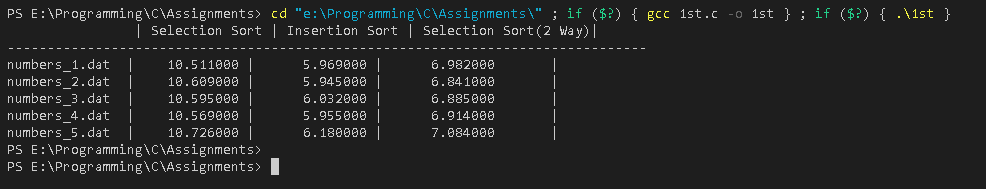 PS E:\Programming\C\Assignments> cd "e:\Programming\C\Assignments\" ; if ($?) { gcc 1st.c -o 1st } ; if ($?) { .\1st }
| Selection Sort | Insertion Sort | Selection Sort(2 Way)|
--------------------------------------------------------------------------------
numbers_1.dat | 10.511000 | 5.969000 | 6.982000 |
numbers_2.dat | 10.609000 | 5.945000 | 6.841000 |
numbers_3.dat | 10.595000 | 6.032000 | 6.885000 |
numbers_4.dat | 10.569000 | 5.955000 | 6.914000 |
numbers_5.dat | 10.726000 | 6.180000 | 7.084000 |
PS E:\Programming\C\Assignments>
PS E:\Programming\C\Assignments>